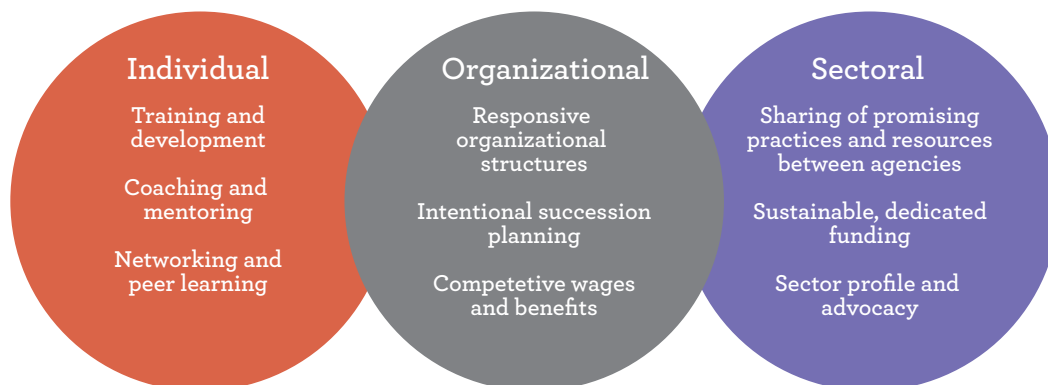 Individual
Training and
development
Coaching and
mentoring
Networking and
peer learning
Organizational
Responsive
organizational
structures
Intentional succession
planning
Competetive wages
and benefits
Sectoral
Sharing of promising
practices and resources
between agencies
Sustainable, dedicated
funding
Sector profile and
advocacy